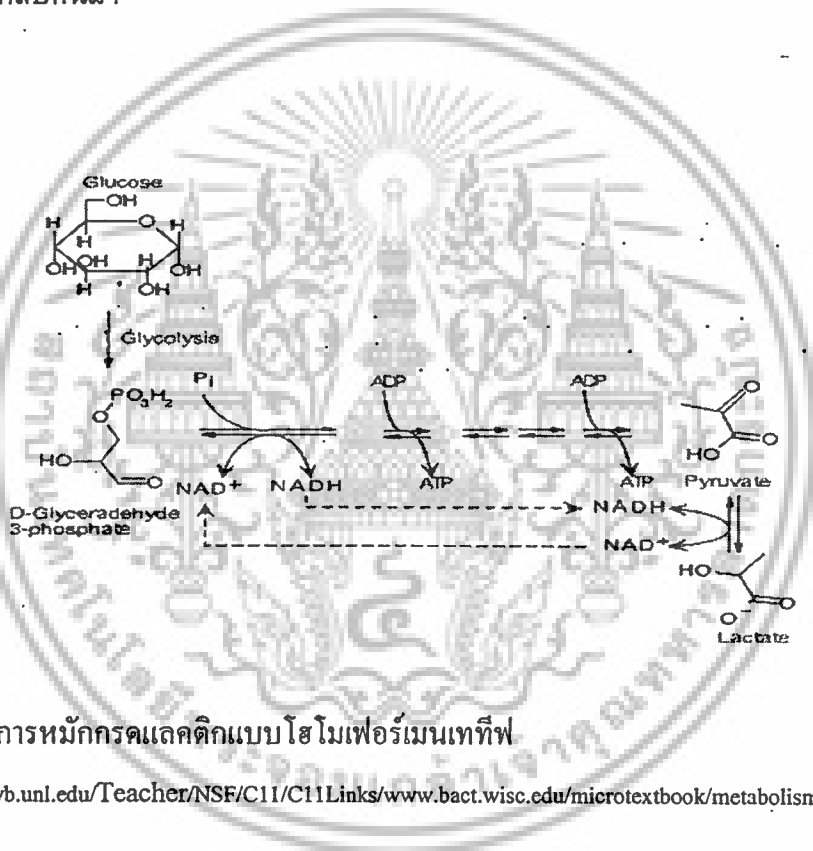 Glucose
OH
H O H
H
OH OH H OH
H OH
Glycolysis
PO₃H₂
O
HO
O
D-Glyceradehyde
3-phosphate
Pi
NAD⁺ NADH
ADP
ATP
ADP
ATP
O
HO O
Pyruvate
NADH
NAD⁺
HO
O⁻ O
Lactate
การหมักกรดแลคติกแบบโฮโมเฟอร์เมนเททีฟ
vb.unl.edu/Teacher/NSF/C11/C11Links/www.bact.wisc.edu/microtextbook/metabolism